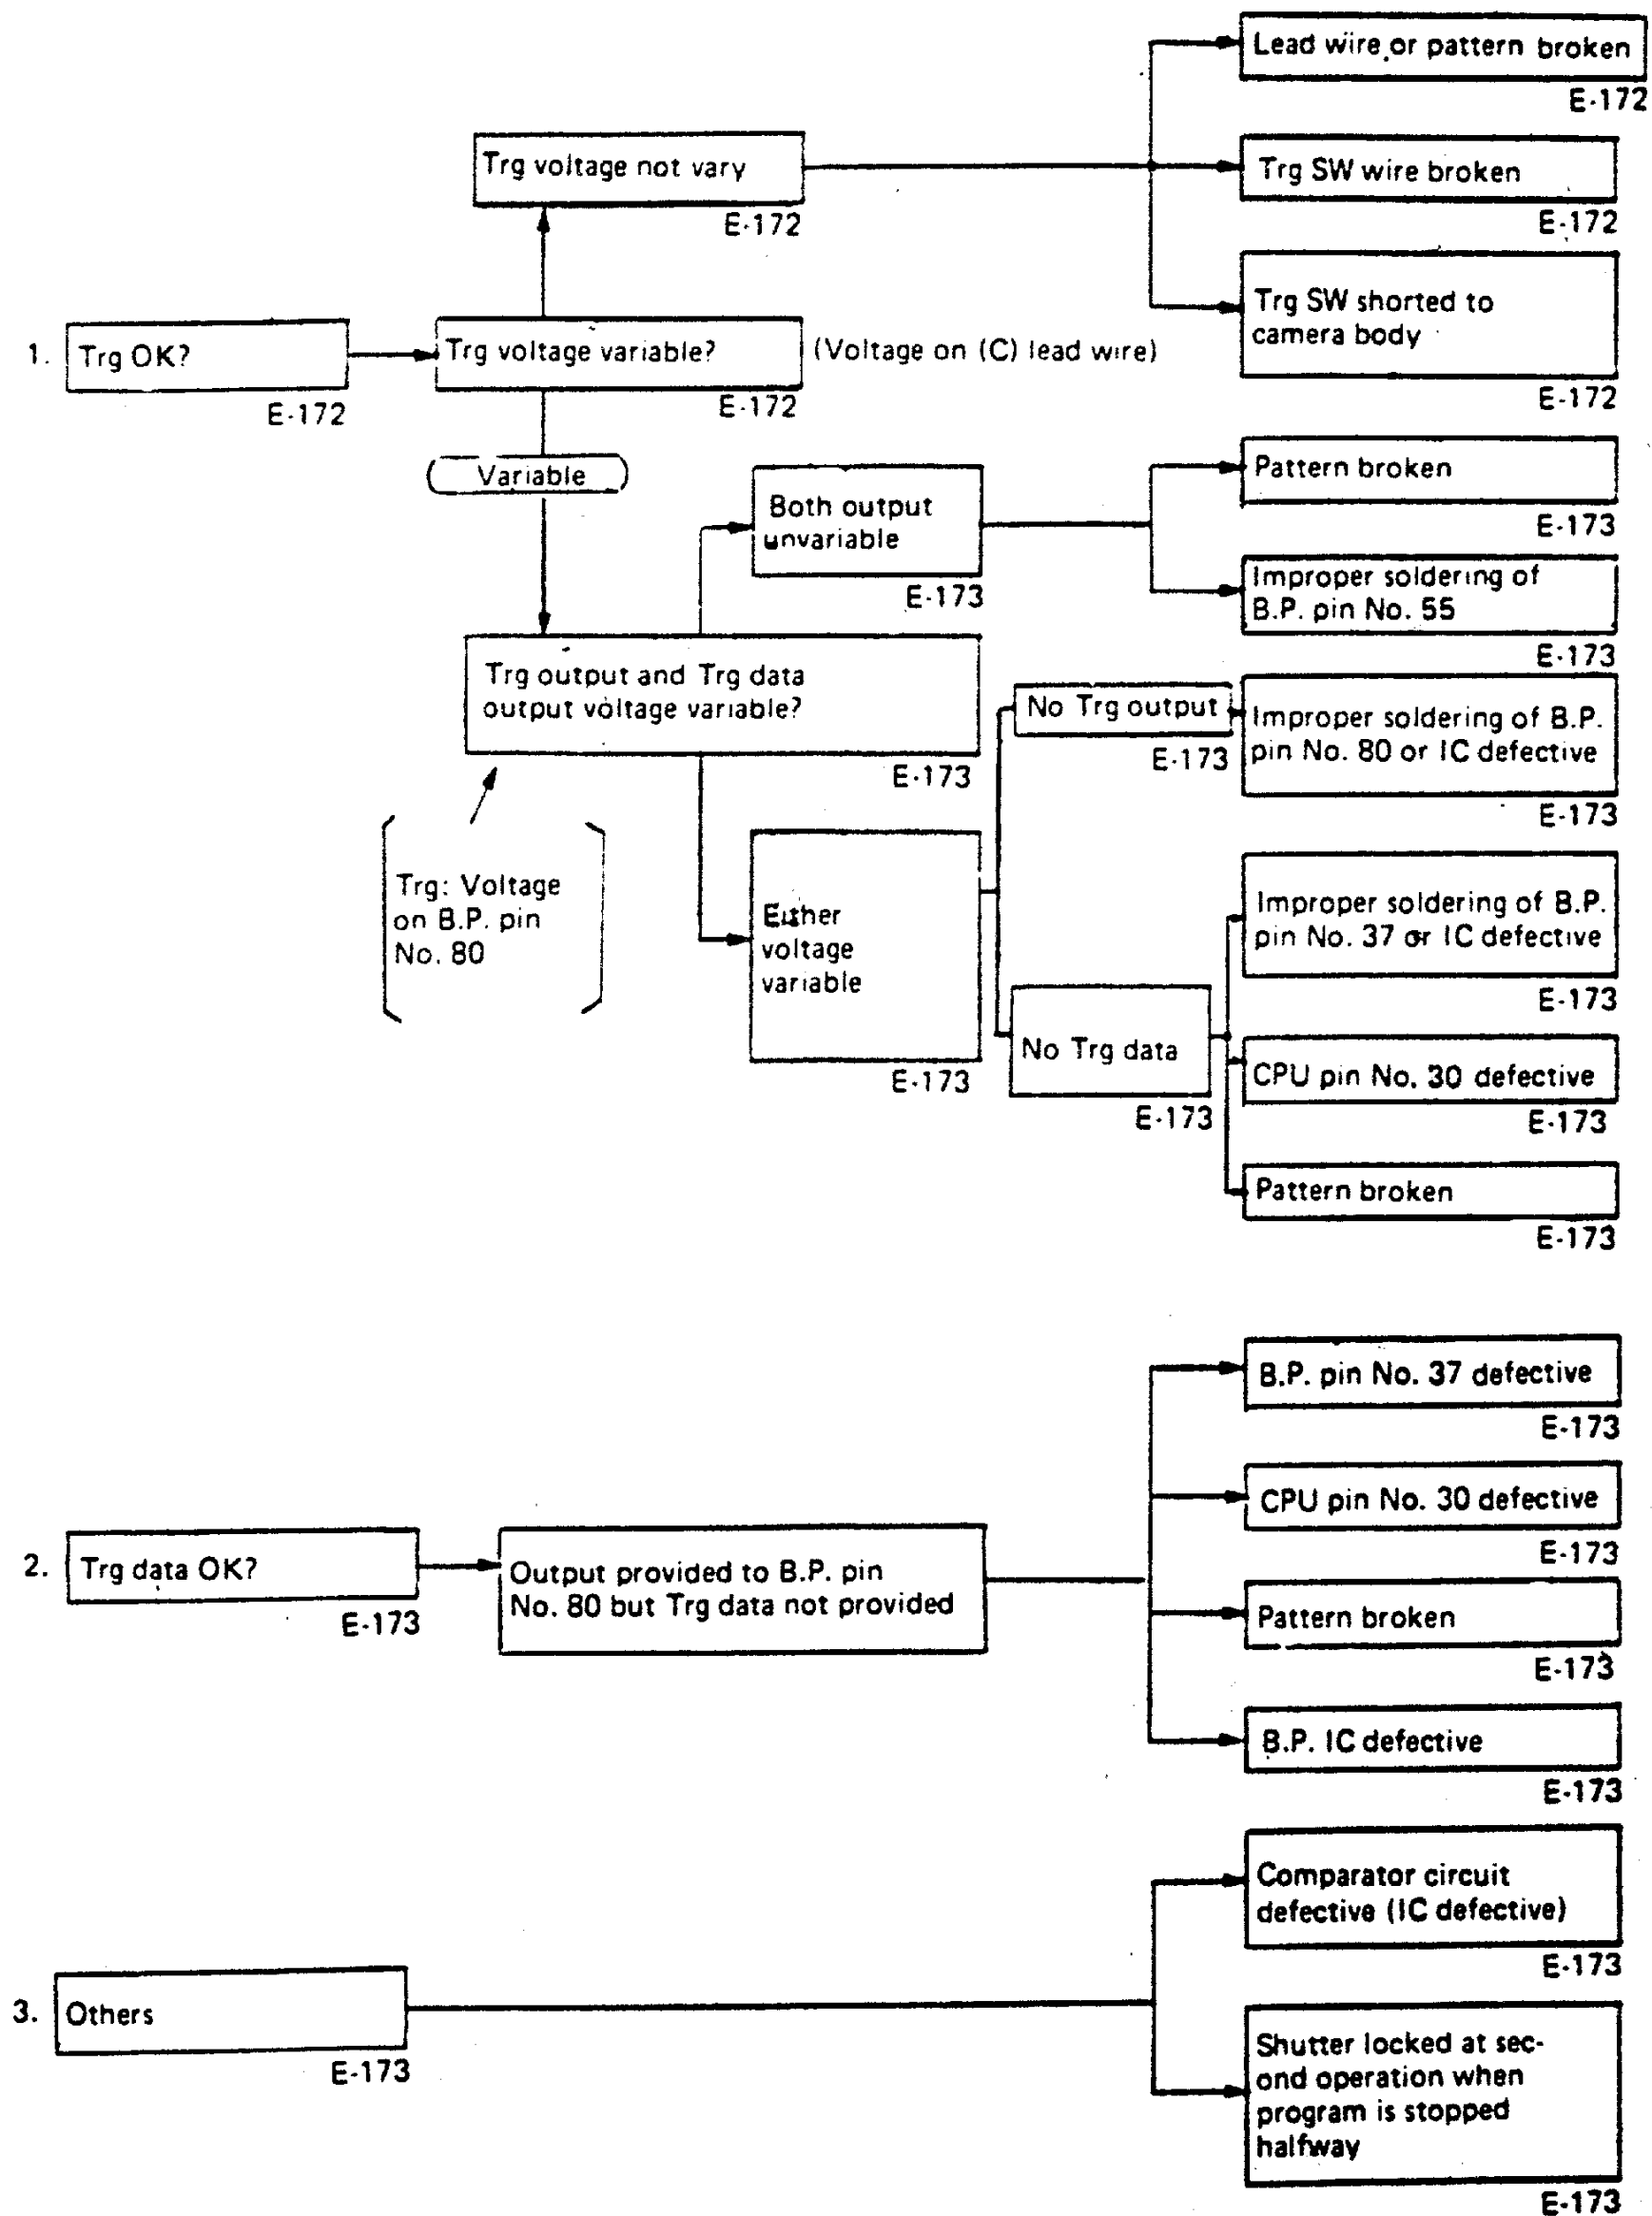 Lead wire or pattern broken
E-172
Trg voltage not vary
E-172
Trg SW wire broken
E-172
Trg SW shorted to
camera body
E-172
1. Trg OK?
E-172
Trg voltage variable?
E-172
(Voltage on (C) lead wire)
Variable
Both output
unvariable
E-173
Pattern broken
E-173
Improper soldering of
B.P. pin No. 55
E-173
Trg output and Trg data
output voltage variable?
E-173
Trg: Voltage
on B.P. pin
No. 80
Either
voltage
variable
E-173
No Trg output
E-173
Improper soldering of B.P.
pin No. 80 or IC defective
E-173
No Trg data
E-173
Improper soldering of B.P.
pin No. 37 or IC defective
E-173
CPU pin No. 30 defective
E-173
Pattern broken
E-173
2. Trg data OK?
E-173
Output provided to B.P. pin
No. 80 but Trg data not provided
B.P. pin No. 37 defective
E-173
CPU pin No. 30 defective
E-173
Pattern broken
E-173
B.P. IC defective
E-173
3. Others
E-173
Comparator circuit
defective (IC defective)
E-173
Shutter locked at sec-
ond operation when
program is stopped
halfway
E-173